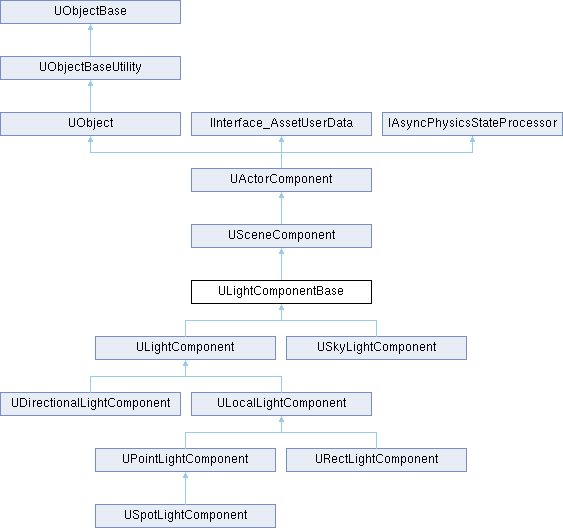 UObjectBase
UObjectBaseUtility
UObject
IInterface_AssetUserData
IAsyncPhysicsStateProcessor
UActorComponent
USceneComponent
ULightComponentBase
ULightComponent
USkyLightComponent
UDirectionalLightComponent
ULocalLightComponent
UPointLightComponent
URectLightComponent
USpotLightComponent